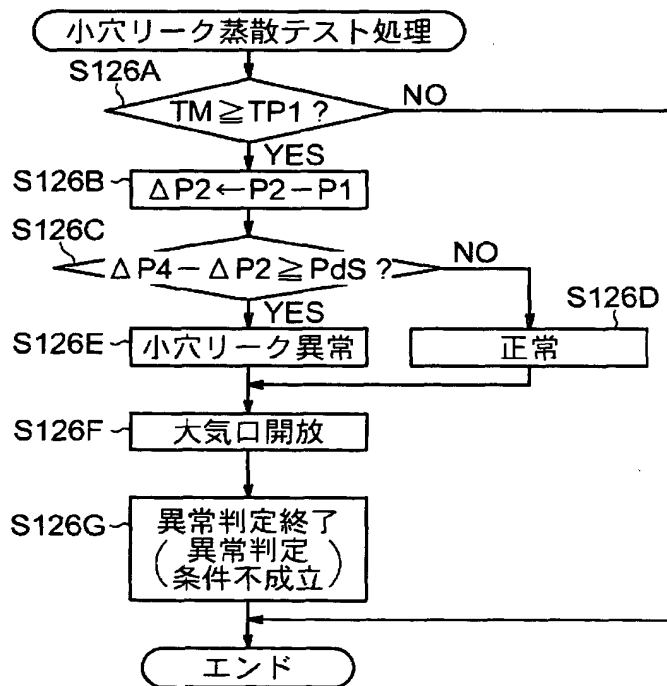 小穴リーク蒸散テスト処理
S126A
TM≧TP1?
NO
YES
S126B
ΔP2←P2−P1
S126C
ΔP4−ΔP2≧PdS?
NO
YES
S126D
S126E
小穴リーク異常
正常
S126F
大気口開放
S126G
異常判定終了
(異常判定
条件不成立)
エンド